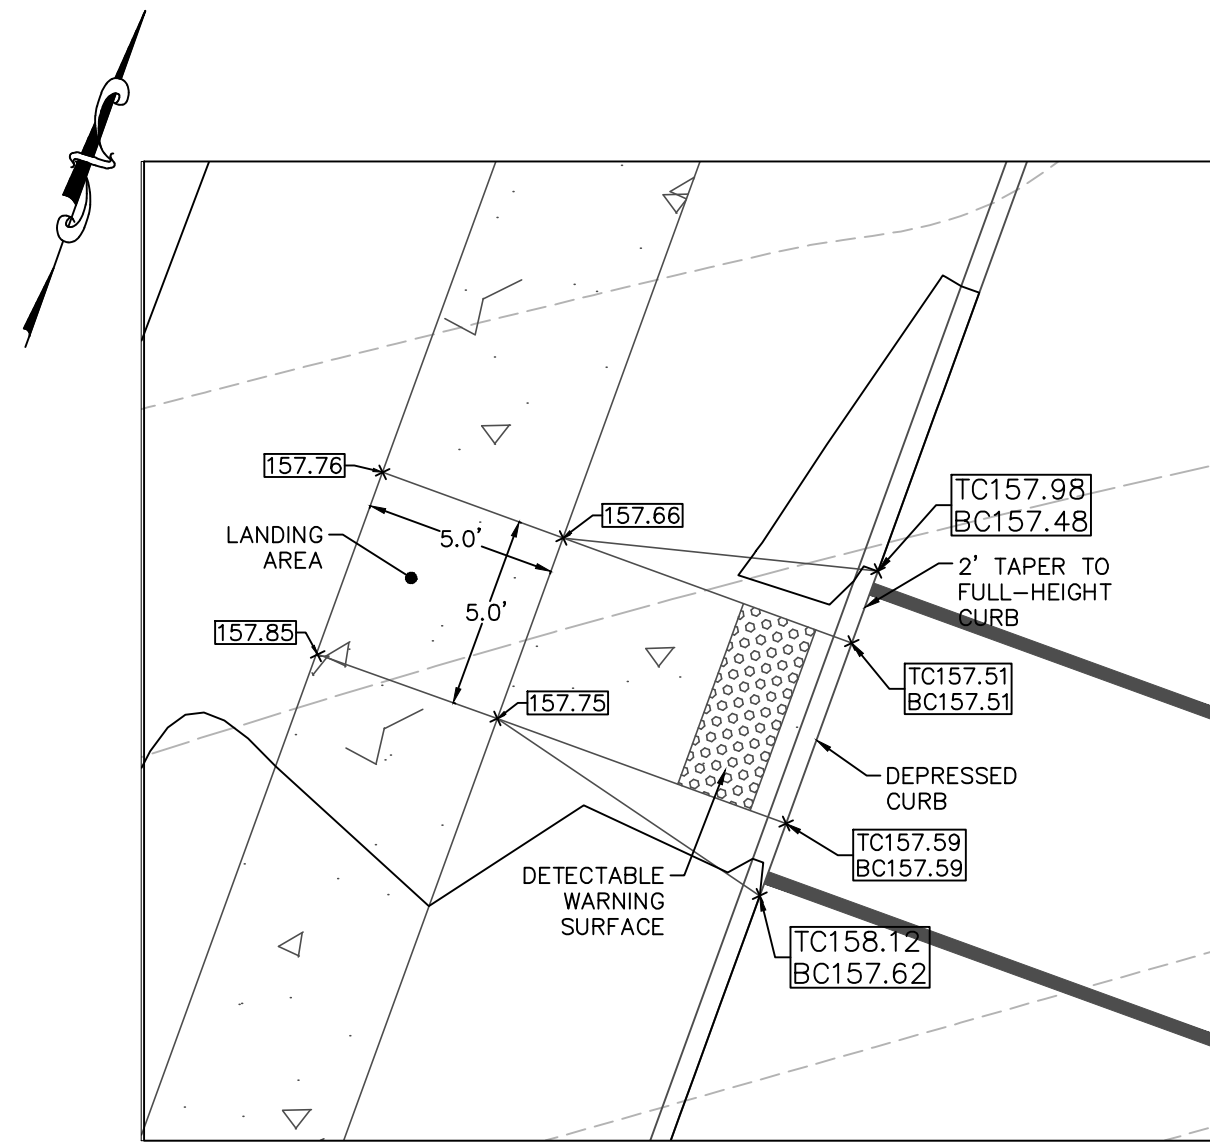 157.76
LANDING
AREA
5.0'
157.66
TC157.98
BC157.48
2' TAPER TO
FULL-HEIGHT
CURB
5.0'
157.85
157.75
TC157.51
BC157.51
DEPRESSED
CURB
TC157.59
BC157.59
DETECTABLE
WARNING
SURFACE
TC158.12
BC157.62